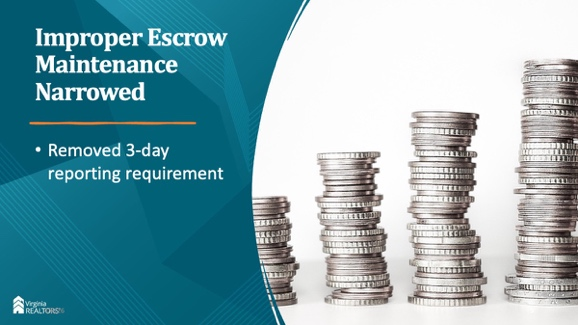 Improper Escrow
Maintenance
Narrowed
• Removed 3-day
reporting requirement
Virginia
REALTORS®